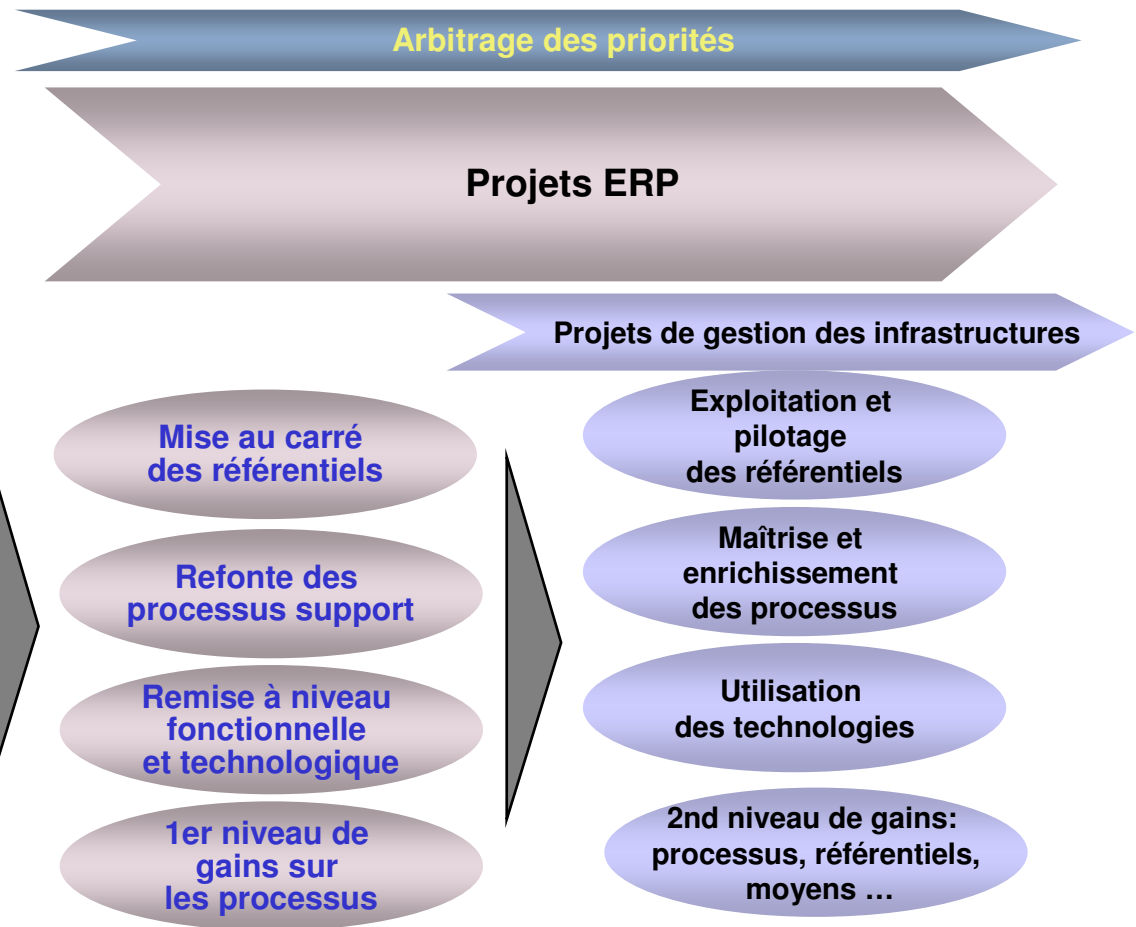 Arbitrage des priorités
Projets ERP
Projets de gestion des infrastructures
Mise au carré
des référentiels
Refonte des
processus support
Remise à niveau
fonctionnelle
et technologique
1er niveau de
gains sur
les processus
Exploitation et
pilotage
des référentiels
Maîtrise et
enrichissement
des processus
Utilisation
des technologies
2nd niveau de gains:
processus, référentiels,
moyens …